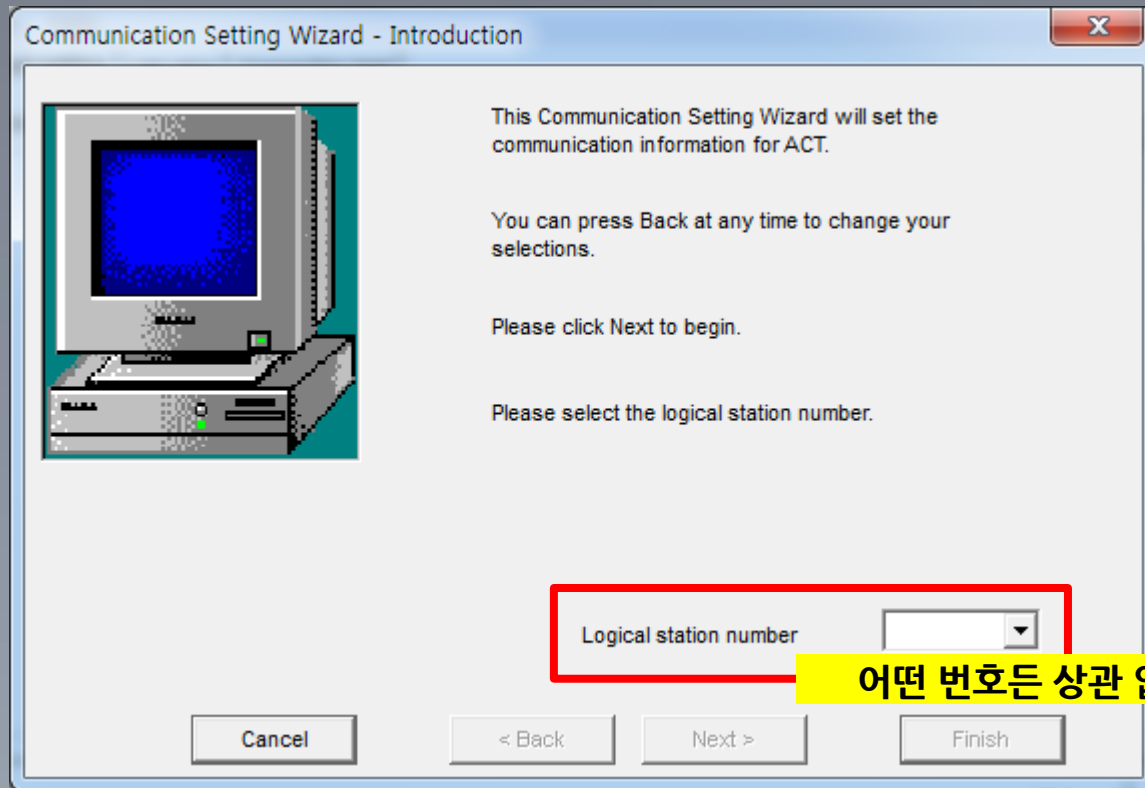 Communication Setting Wizard - Introduction
This Communication Setting Wizard will set the
communication information for ACT.
You can press Back at any time to change your
selections.
Please click Next to begin.
Please select the logical station number.
Logical station number
어떤 번호든 상관
Cancel
< Back
Next >
Finish